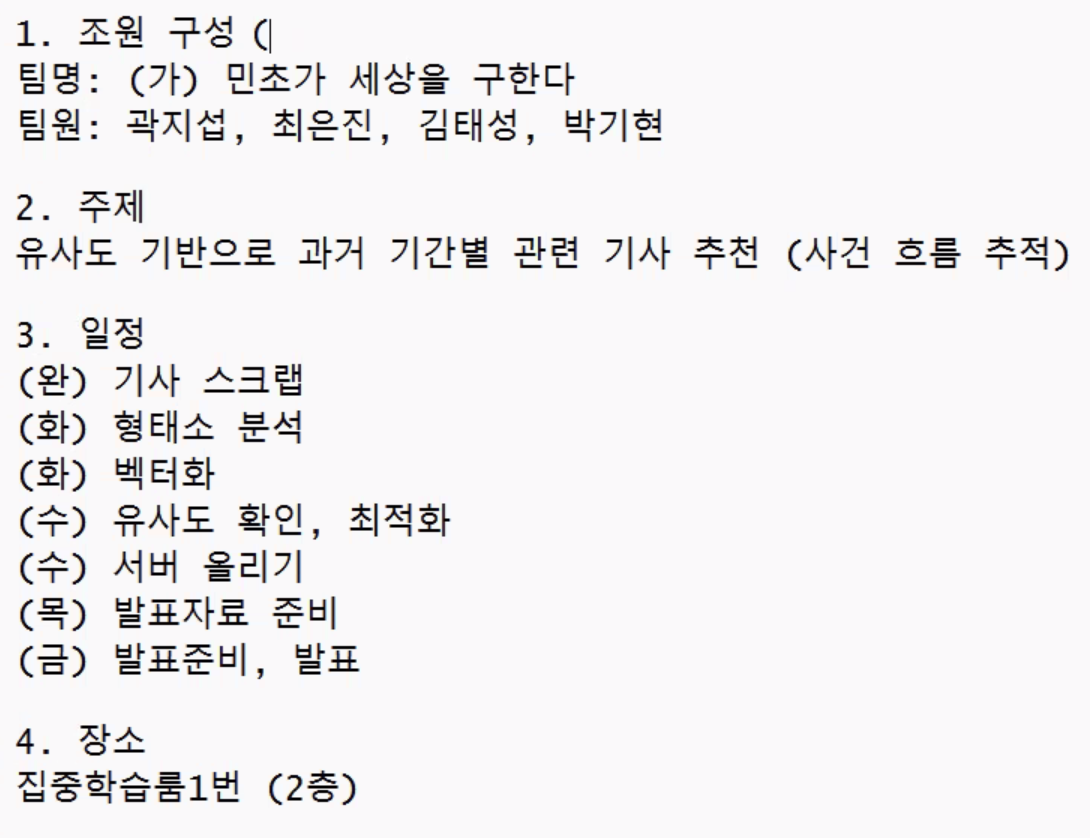 1. 조원 구성 (
팀명: (가) 민초가 세상을 구한다
팀원: 곽지섭, 최은진, 김태성, 박기현
2. 주제
유사도 기반으로 과거 기간별 관련 기사 추천 (사건 흐름 추적)
3. 일정
(완) 기사 스크랩
(화) 형태소 분석
(화) 벡터화
(수) 유사도 확인, 최적화
(수) 서버 올리기
(목) 발표자료 준비
(금) 발표준비, 발표
4. 장소
집중학습룸1번 (2층)